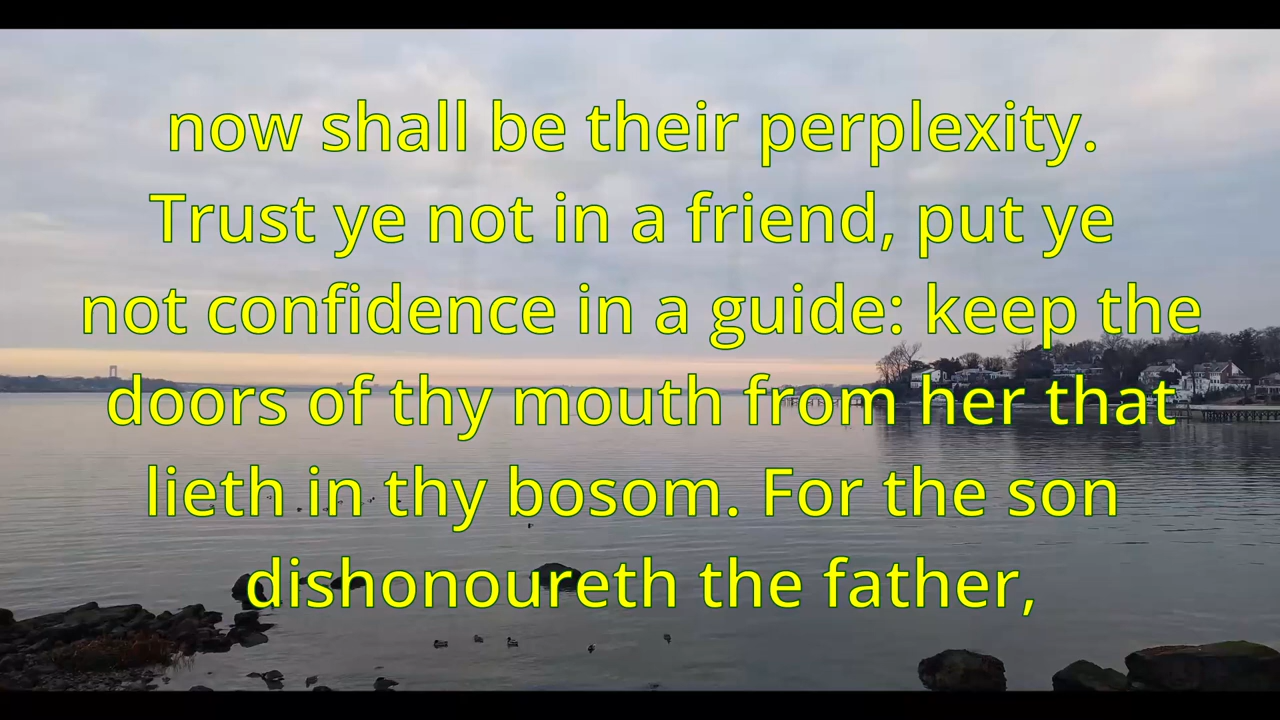 now shall be their perplexity.
Trust ye not in a friend, put ye
not confidence in a guide: keep the
doors of thy mouth from her that
lieth in thy bosom. For the son
dishonoureth the father,